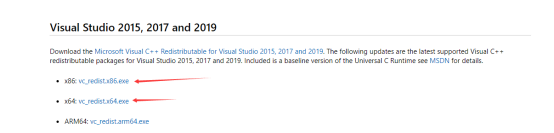 Visual Studio 2015, 2017 and 2019
Download the Microsoft Visual C++ Redistributable for Visual Studio 2015, 2017 and 2019. The following updates are the latest supported Visual C++
redistributable packages for Visual Studio 2015, 2017 and 2019. Included is a baseline version of the Universal C Runtime see MSDN for details.
• x86: vc_redist.x86.exe
• x64: vc_redist.x64.exe
• ARM64: vc_redist.arm64.exe